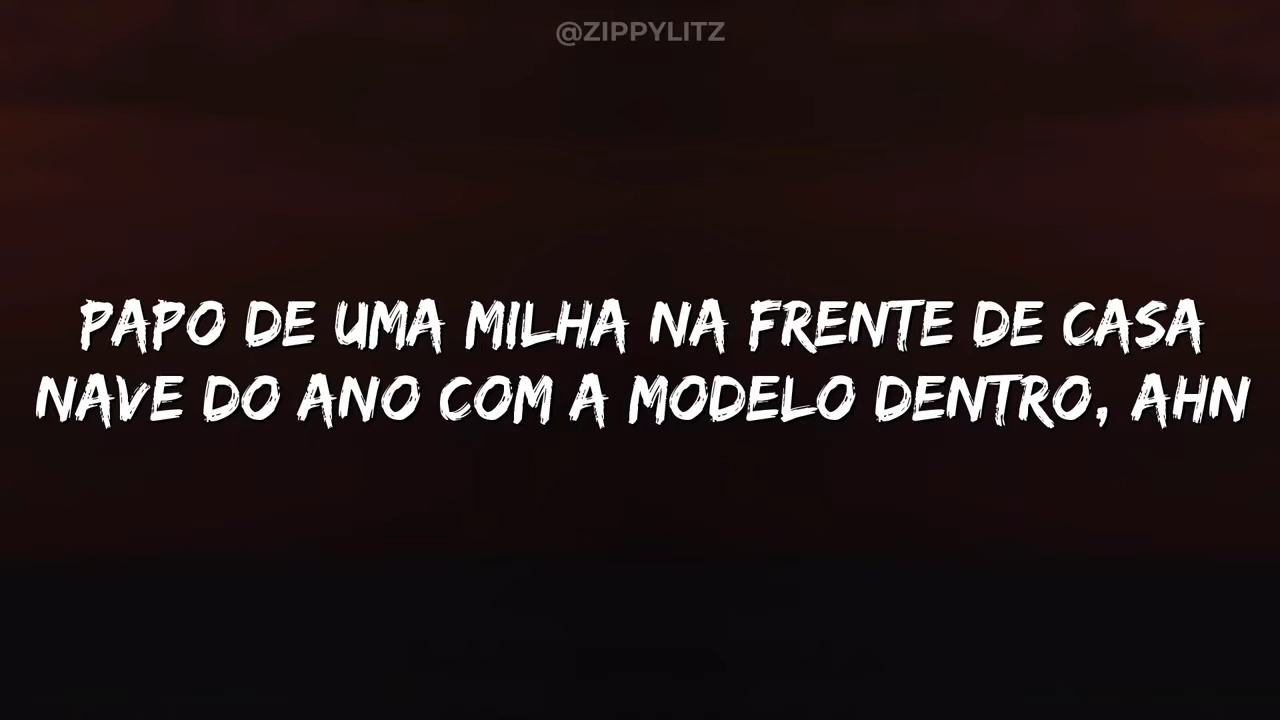 @ZIPPYLITZ
PAPO DE UMA MILHA NA FRENTE DE CASA
NAVE DO ANO COM A MODELO DENTRO, AHN